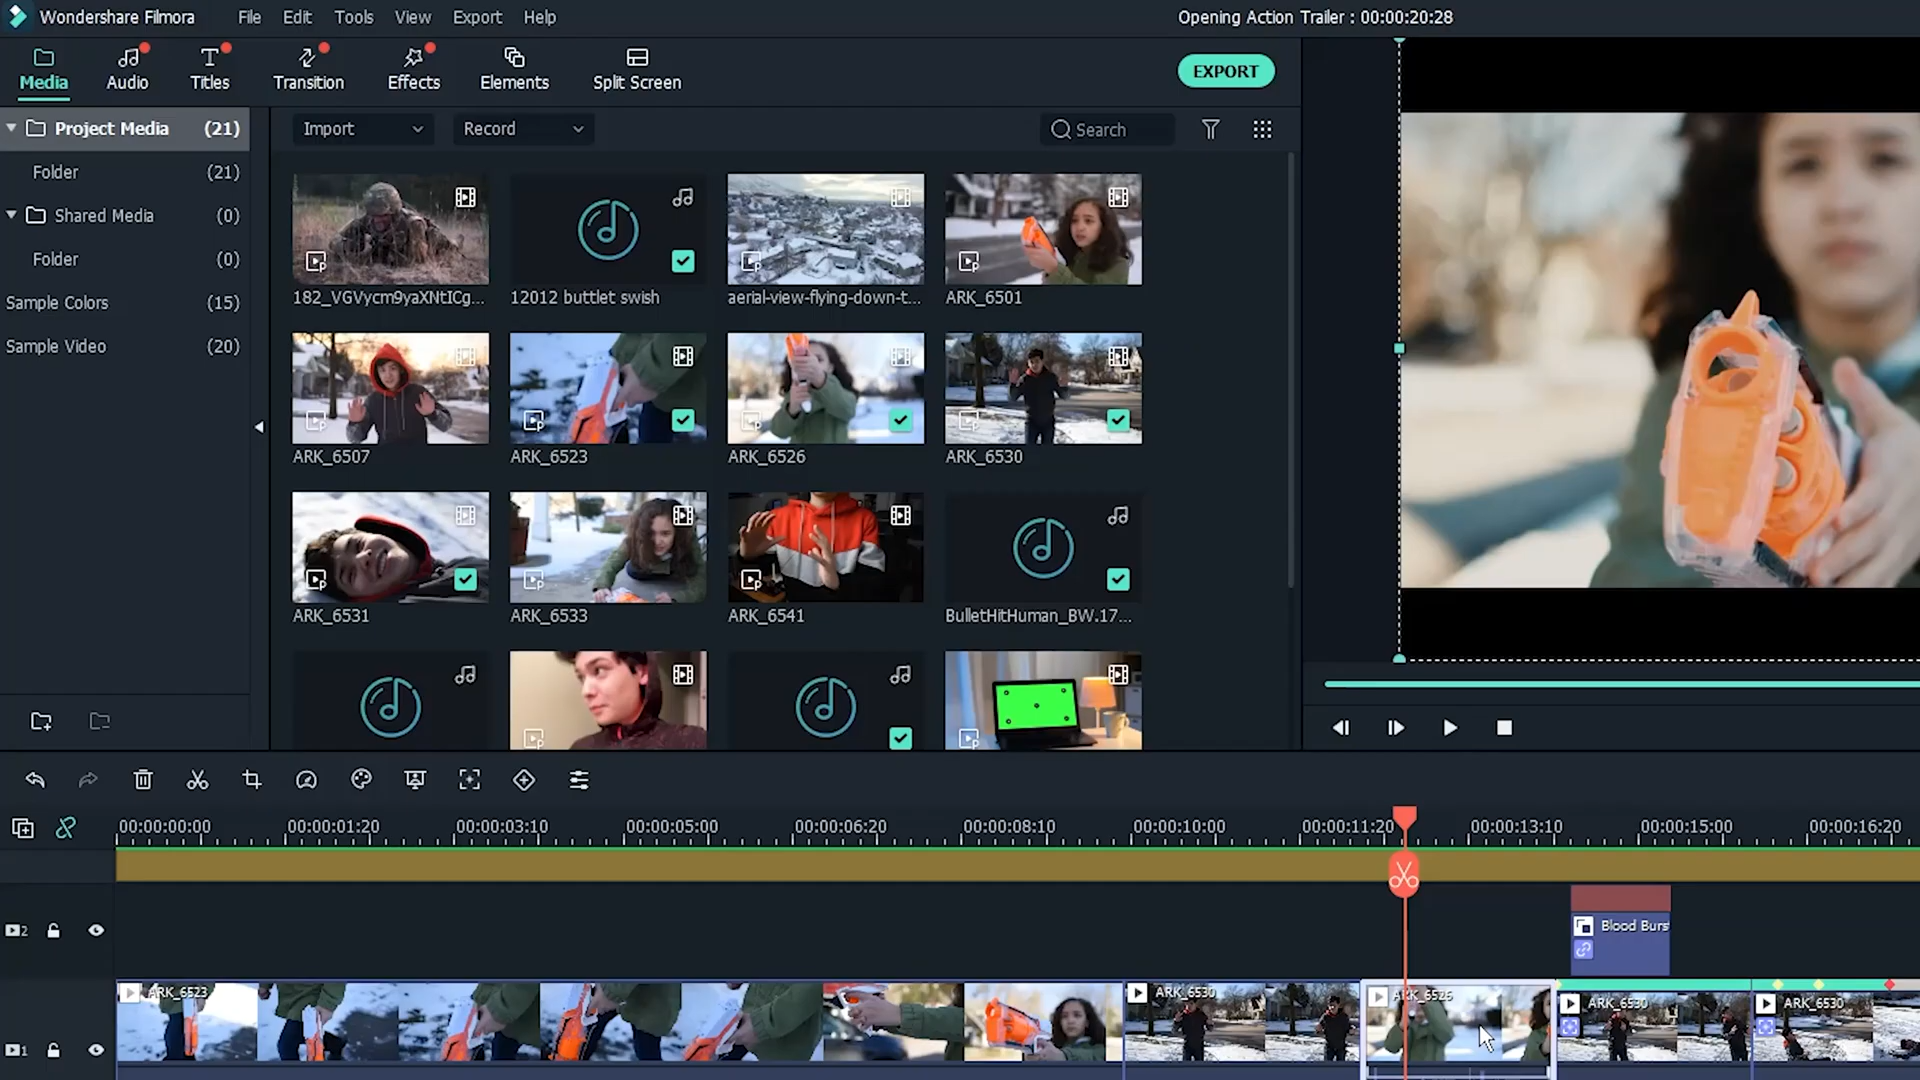 Wondershare Filmora File Edit Tools View Export Help Opening Action Trailer : 00:00:20:28
Media Audio Titles Transition Effects Elements Split Screen EXPORT
Project Media (21) Import Record Search
Folder (21)
Shared Media (0)
Folder (0)
Sample Colors (15)
Sample Video (20)
182_VGVycm9yaXNtICg... 12012 buttlet swish aerial-view-flying-down-t... ARK_6501
ARK_6507 ARK_6523 ARK_6526 ARK_6530
ARK_6531 ARK_6533 ARK_6541 BulletHitHuman_BW.17...
00:00:00:00 00:00:01:20 00:00:03:10 00:00:05:00 00:00:06:20 00:00:08:10 00:00:10:00 00:00:11:20 00:00:13:10 00:00:15:00 00:00:16:20
2 Blood Burs
ARK_6523 ARK_6530 ARK_6526 ARK_6530 ARK_6530
1